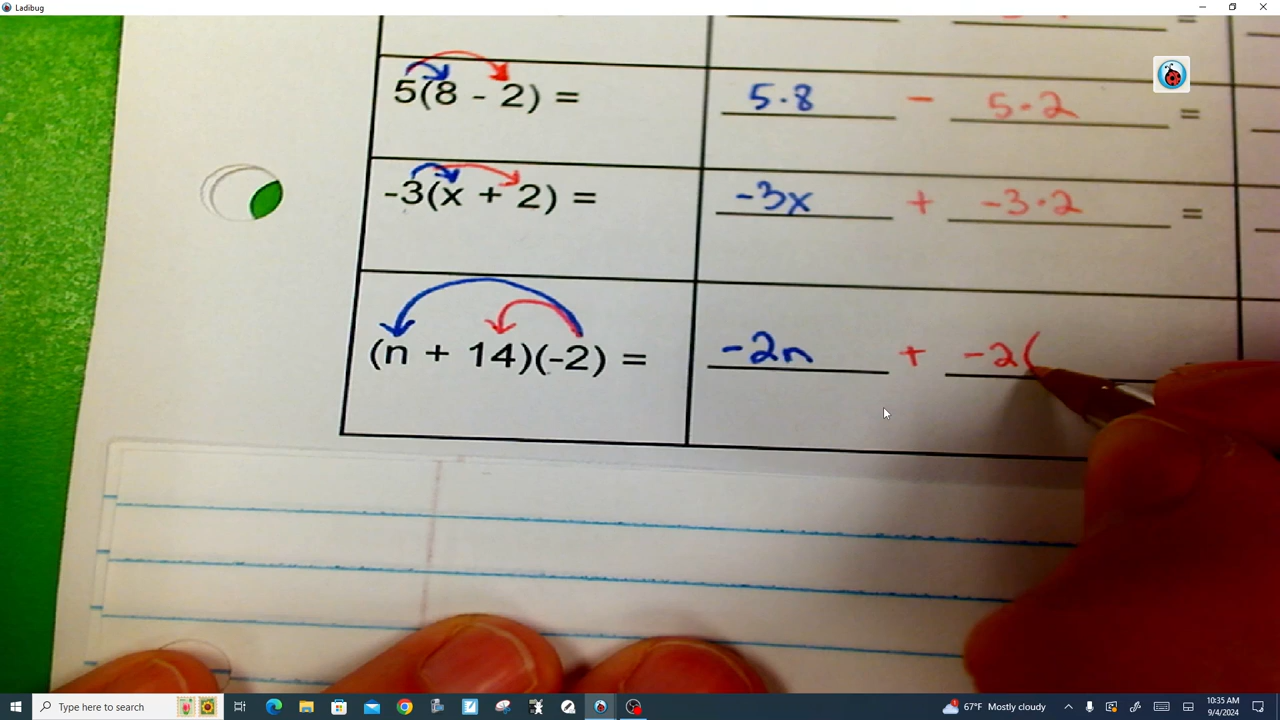 Ladibug
5(8 - 2) = 5·8 - 5·2 =
-3(x + 2) = -3x + -3·2 =
(n + 14)(-2) = -2n + -2(
Type here to search
67°F Mostly cloudy
10:35 AM
9/4/2024